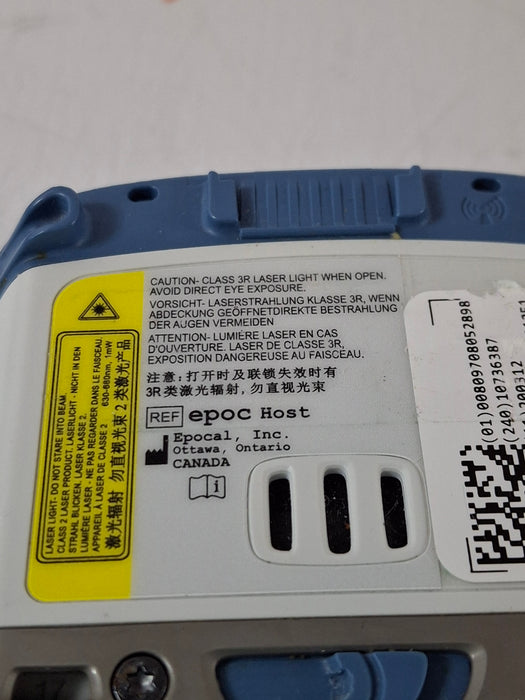 CAUTION- CLASS 3R LASER LIGHT WHEN OPEN.
AVOID DIRECT EYE EXPOSURE.
VORSICHT- LASERSTRAHLUNG KLASSE 3R, WENN
ABDECKUNG GEÖFFNETDIREKTE BESTRAHLUNG
DER AUGEN VERMEIDEN
ATTENTION- LUMIÈRE LASER EN CAS
D'OUVERTURE. LASER DE CLASSE 3R,
EXPOSITION DANGEREUSE AU FAISCEAU.
注意:打开时及联锁失效时有
3R类激光辐射,勿直视光束
REF epoc Host
Epocal, Inc.
Ottawa, Ontario
CANADA
LASER LIGHT- DO NOT STARE INTO BEAM.
CLASS 2 LASER PRODUCT. LASERLICHT - NICHT IN DEN
STRAHL BLICKEN. LASER KLASSE 2.
LUMIÈRE LASER - NE PAS REGARDER DANS LE FAISCEAU.
APPAREIL A LASER DE CLASSE 2 630-680nm, 1mW
激光辐射 勿直视光束 2 类激光产品
(01)00809708052898
(240)10736387